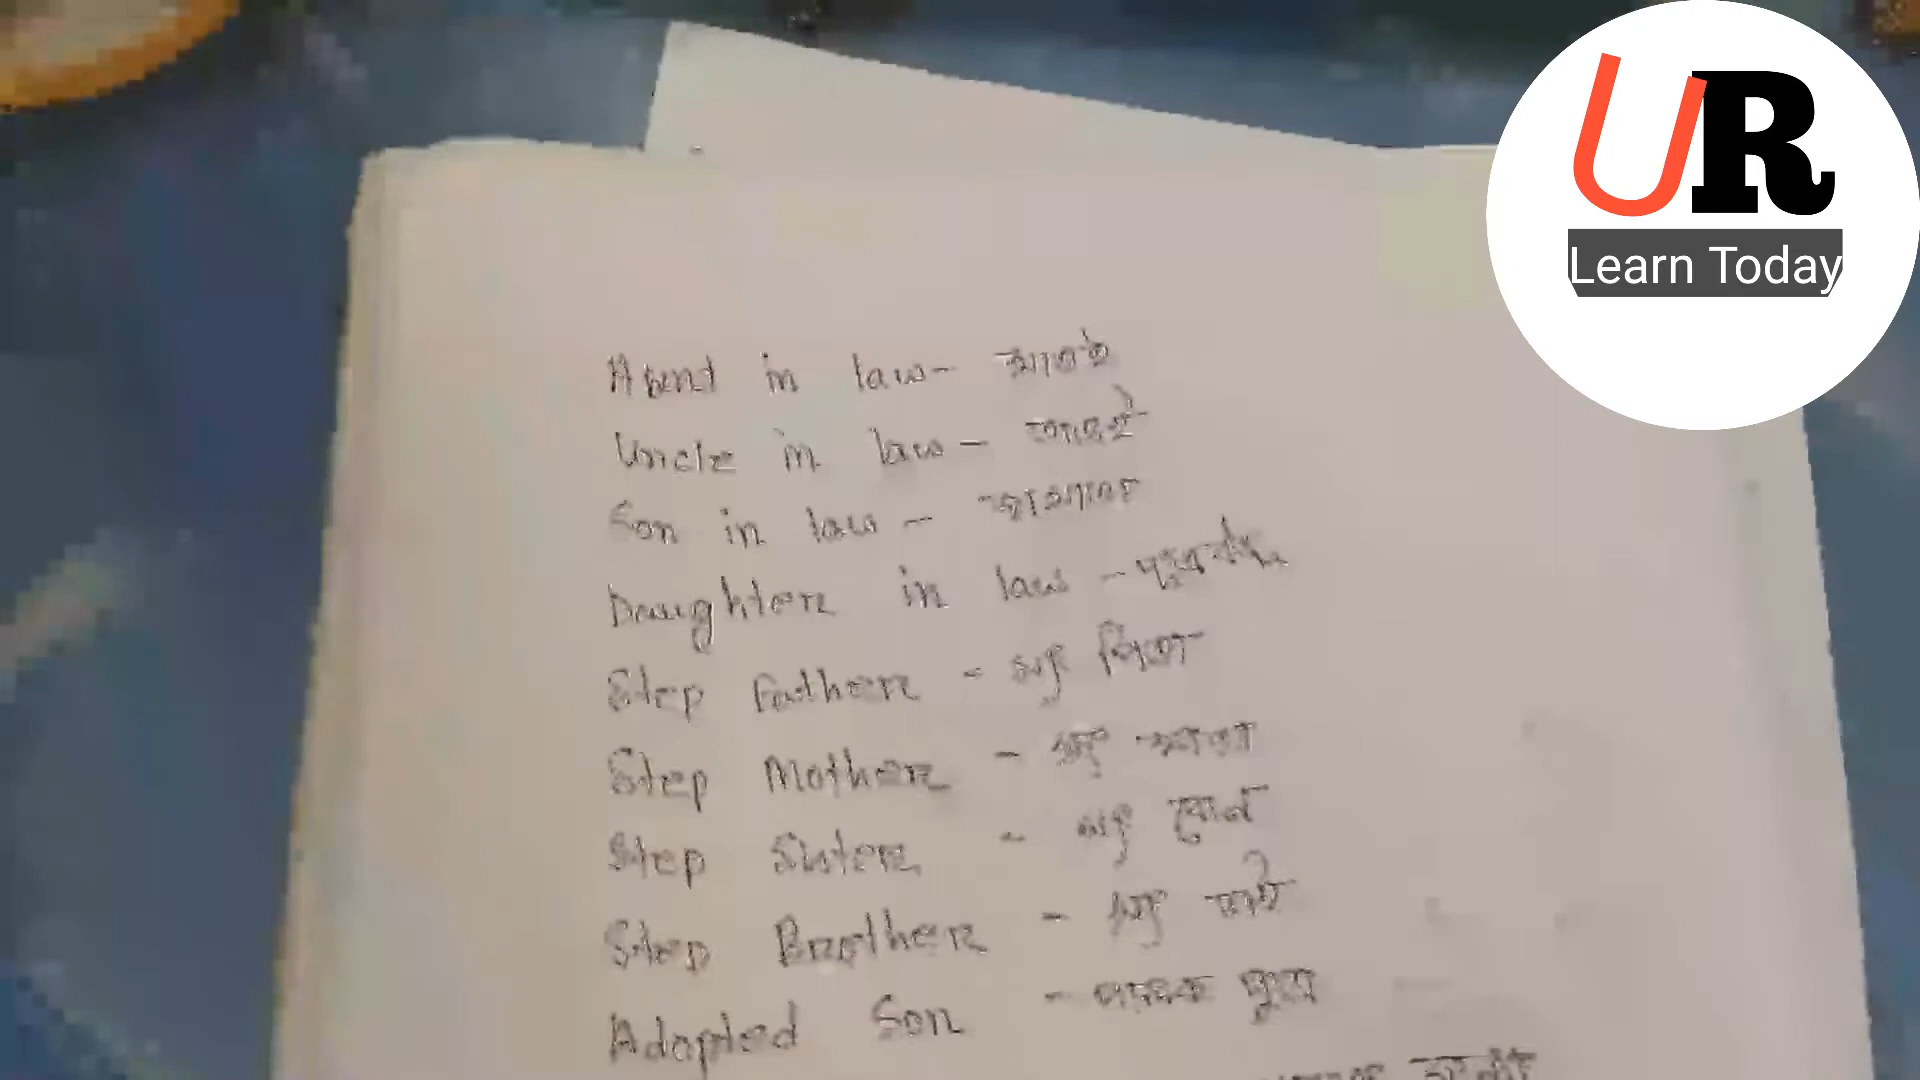 UR
Learn Today
in law -
Uncle in law -
Son in law - জামাতা
Daughter in law - পুত্রবধূ
Step Father - সৎ পিতা
Step Mother - সৎ মাতা
Step Sister - সৎ বোন
Step Brother - সৎ ভাই
Adopted Son - পালক পুত্র